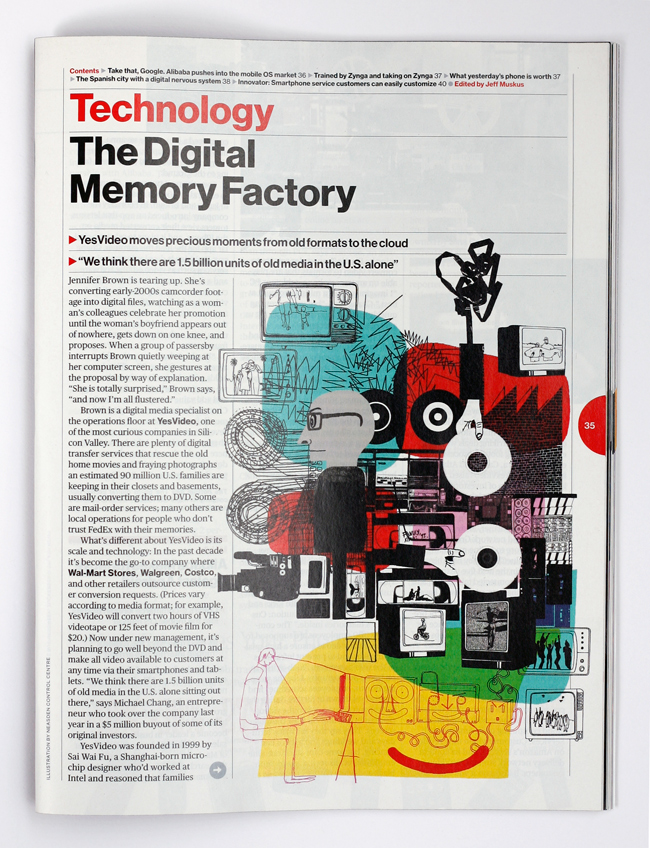 Contents ▶ Take that, Google. Alibaba pushes into the mobile OS market 36 ▶ Trained by Zynga and taking on Zynga 37 ▶ What yesterday's phone is worth 37
▶ The Spanish city with a digital nervous system 38 ▶ Innovator: Smartphone service customers can easily customize 40 Edited by Jeff Muskus
Technology
The Digital
Memory Factory
▶ YesVideo moves precious moments from old formats to the cloud
▶ “We think there are 1.5 billion units of old media in the U.S. alone”
Jennifer Brown is tearing up. She's
converting early-2000s camcorder foot-
age into digital files, watching as a wom-
an's colleagues celebrate her promotion
until the woman's boyfriend appears out
of nowhere, gets down on one knee, and
proposes. When a group of passersby
interrupts Brown quietly weeping at
her computer screen, she gestures at
the proposal by way of explanation.
“She is totally surprised,” Brown says,
“and now I'm all flustered.”
Brown is a digital media specialist on
the operations floor at YesVideo, one
of the most curious companies in Sili-
con Valley. There are plenty of digital
transfer services that rescue the old
home movies and fraying photographs
an estimated 90 million U.S. families are
keeping in their closets and basements,
usually converting them to DVD. Some
are mail-order services; many others are
local operations for people who don't
trust FedEx with their memories.
What's different about YesVideo is its
scale and technology: In the past decade
it's become the go-to company where
Wal-Mart Stores, Walgreen, Costco,
and other retailers outsource custom-
er conversion requests. (Prices vary
according to media format; for example,
YesVideo will convert two hours of VHS
videotape or 125 feet of movie film for
$20.) Now under new management, it's
planning to go well beyond the DVD and
make all video available to customers at
any time via their smartphones and tab-
lets. “We think there are 1.5 billion units
of old media in the U.S. alone sitting out
there,” says Michael Chang, an entrepre-
neur who took over the company last
year in a $5 million buyout of some of its
original investors.
YesVideo was founded in 1999 by
Sai Wai Fu, a Shanghai-born micro-
chip designer who'd worked at
Intel and reasoned that families
35
ILLUSTRATION BY NEASDEN CONTROL CENTRE